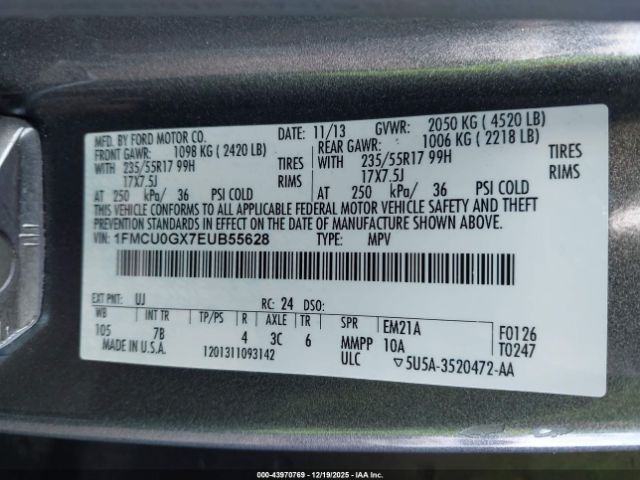 MFD. BY FORD MOTOR CO.
DATE: 11/13 GVWR: 2050 KG ( 4520 LB)
FRONT GAWR: 1098 KG ( 2420 LB) REAR GAWR: 1006 KG ( 2218 LB)
WITH 235/55R17 99H TIRES WITH 235/55R17 99H TIRES
17X7.5J RIMS 17X7.5J RIMS
AT 250 kPa/ 36 PSI COLD AT 250 kPa/ 36 PSI COLD
THIS VEHICLE CONFORMS TO ALL APPLICABLE FEDERAL MOTOR VEHICLE SAFETY AND THEFT
PREVENTION STANDARDS IN EFFECT ON THE DATE OF MANUFACTURE SHOWN ABOVE.
VIN: 1FMCU0GX7EUB55628 TYPE: MPV
EXT PNT: UJ RC: 24 DSO:
WB INT TR TP/PS R AXLE TR SPR EM21A F0126
105 7B 4 3C 6 MMPP 10A T0247
MADE IN U.S.A. 1201311093142 ULC ▽5U5A-3520472-AA
000-43970769 - 12/19/2025 - IAA Inc.